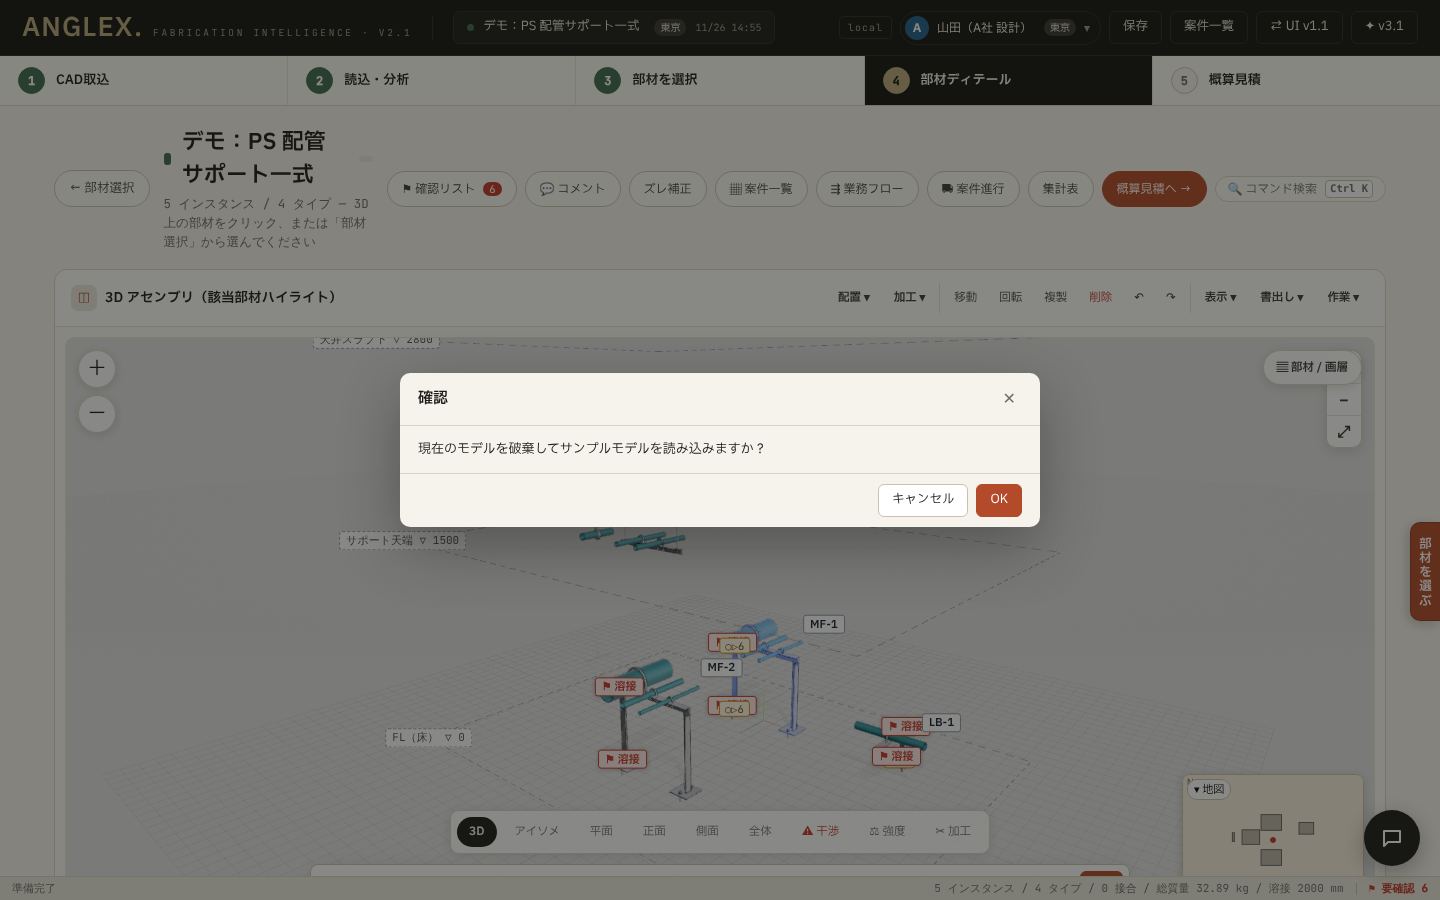 ANGLEX. FABRICATION INTELLIGENCE · V2.1
デモ：PS 配管サポート一式 東京 11/26 14:55
local A 山田（A社 設計） 東京 ▾ 保存 案件一覧 ⇄ UI v1.1 ✦ v3.1
1 CAD取込 2 読込・分析 3 部材を選択 4 部材ディテール 5 概算見積
← 部材選択
デモ：PS 配管
サポート一式
5 インスタンス / 4 タイプ — 3D
上の部材をクリック、または「部材
選択」から選んでください
⚑ 確認リスト 6 💬 コメント ズレ補正 ▦ 案件一覧 ⇶ 業務フロー ⛟ 案件進行 集計表 概算見積へ → 🔍 コマンド検索 Ctrl K
◫ 3D アセンブリ（該当部材ハイライト） 配置 ▾ 加工 ▾ 移動 回転 複製 削除 ↶ ↷ 表示 ▾ 書出し ▾ 作業 ▾
天井スラブ下 ▽ 2800
＋
−
▤ 部材 / 画層
−
⤢
確認 ×
現在のモデルを破棄してサンプルモデルを読み込みますか？
キャンセル OK
サポート天端 ▽ 1500
部材を選ぶ
MF-1
○▷6
MF-2
⚑ 溶接
○▷6
⚑ 溶接 LB-1
FL（床） ▽ 0
⚑ 溶接
⚑ 溶接
▾ 地図
3D アイソメ 平面 正面 側面 全体 ▲ 干渉 ⚖ 強度 ✂ 加工
準備完了 5 インスタンス / 4 タイプ / 0 接合 / 総質量 32.89 kg / 溶接 2000 mm ⚑ 要確認 6